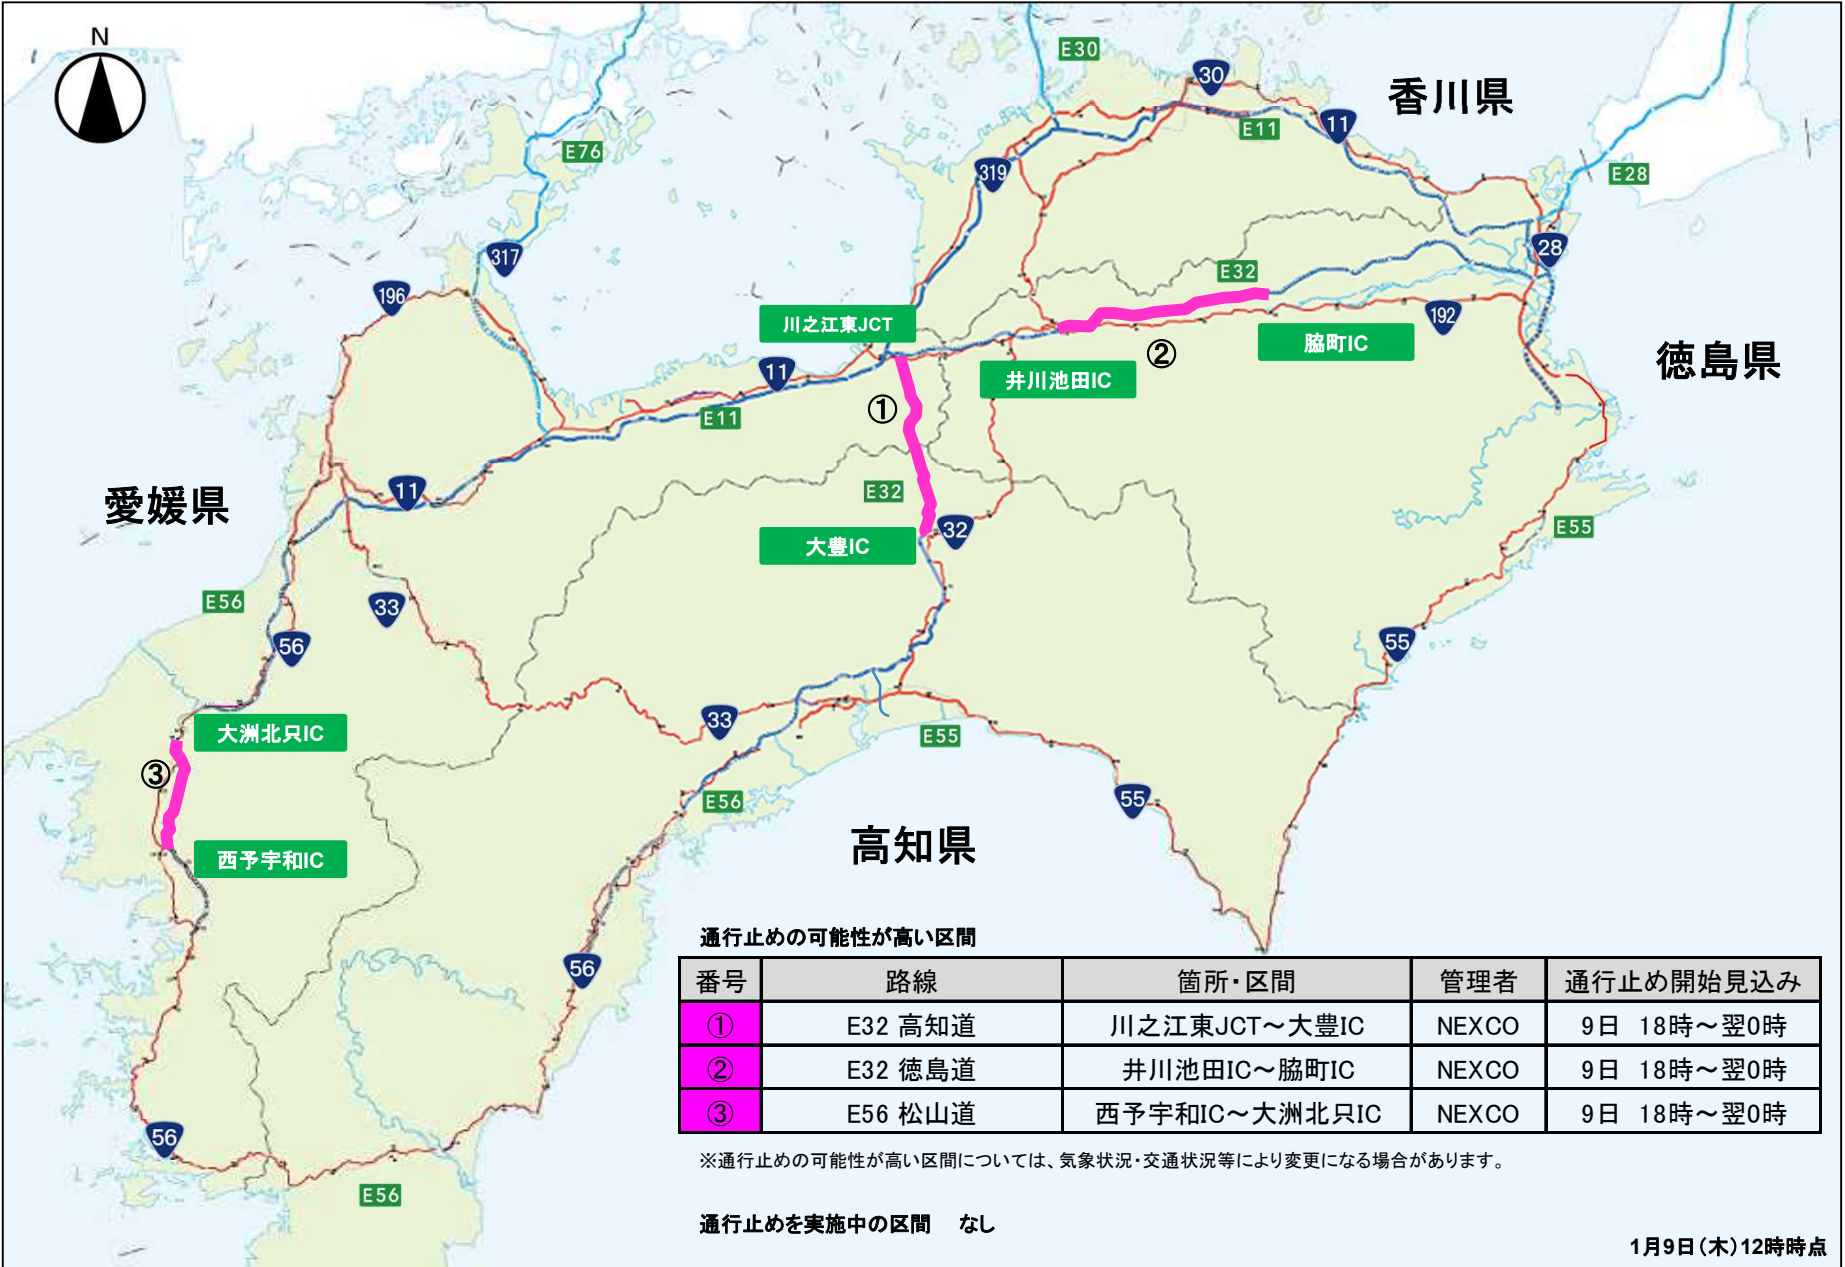 N
E30
30
香川県
11
E11
E76
319
E28
317
28
196
E32
川之江東JCT
192
脇町IC
②
徳島県
11
井川池田IC
①
E11
愛媛県
11
E32
32
E55
大豊IC
E56
33
56
55
33
大洲北只IC
E55
③
55
E56
高知県
西予宇和IC
56
56
E56
通行止めの可能性が高い区間
番号 路線 箇所・区間 管理者 通行止め開始見込み
① E32 高知道 川之江東JCT～大豊IC NEXCO 9日 18時～翌0時
② E32 徳島道 井川池田IC～脇町IC NEXCO 9日 18時～翌0時
③ E56 松山道 西予宇和IC～大洲北只IC NEXCO 9日 18時～翌0時
※通行止めの可能性が高い区間については、気象状況・交通状況等により変更になる場合があります。
通行止めを実施中の区間 なし
1月9日（木）12時時点